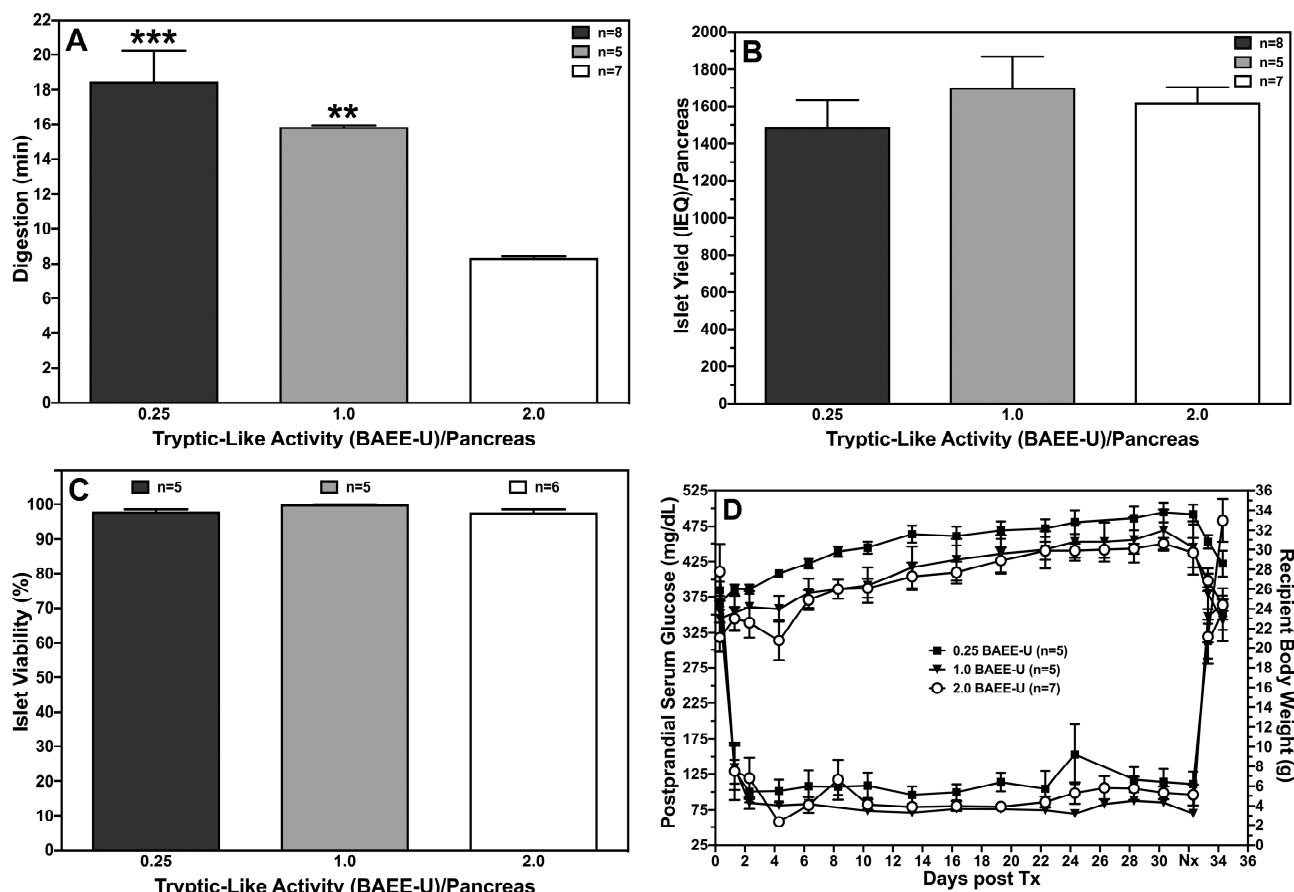 A
***
**
n=8
n=5
n=7
Digestion (min)
22
20
18
16
14
12
10
8
6
4
2
0
0.25 1.0 2.0
Tryptic-Like Activity (BAEE-U)/Pancreas
B
n=8
n=5
n=7
Islet Yield (IEQ)/Pancreas
2000
1800
1600
1400
1200
1000
800
600
400
200
0
0.25 1.0 2.0
Tryptic-Like Activity (BAEE-U)/Pancreas
C
n=5 n=5 n=6
Islet Viability (%)
100
90
80
70
60
50
40
30
20
10
0
0.25 1.0 2.0
Tryptic-Like Activity (BAEE-U)/Pancreas
D
Postprandial Serum Glucose (mg/dL)
525
475
425
375
325
275
225
175
125
75
25
0.25 BAEE-U (n=5)
1.0 BAEE-U (n=5)
2.0 BAEE-U (n=7)
Recipient Body Weight (g)
36
34
32
30
28
26
24
22
20
18
16
14
12
10
8
6
4
2
0
0 2 4 6 8 10 12 14 16 18 20 22 24 26 28 30 Nx 34 36
Days post Tx